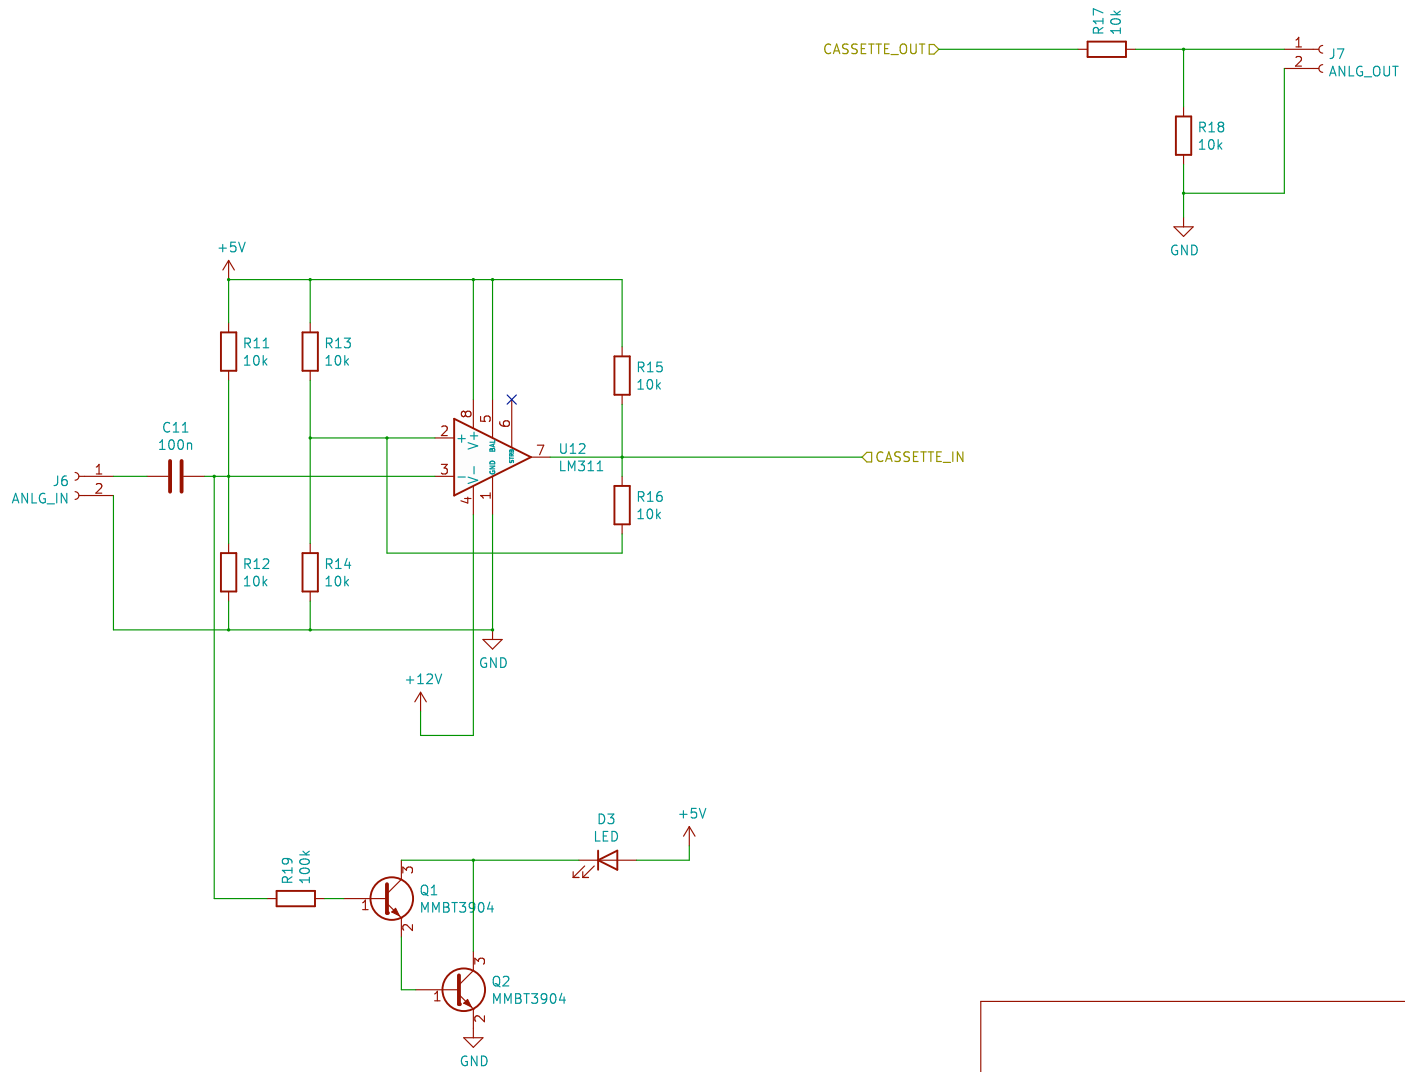 R17
10k
CASSETTE_OUT
1
2
J7
ANLG_OUT
R18
10k
GND
+5V
R11
10k
R13
10k
R15
10k
8
5
6
C11
100n
2
+
V+
BAL
STRB
7
U12
LM311
CASSETTE_IN
J6
ANLG_IN
1
2
3
−
V-
GND
4
1
R16
10k
R12
10k
R14
10k
GND
+12V
D3
LED
+5V
R19
100k
3
1
2
Q1
MMBT3904
3
1
2
Q2
MMBT3904
GND